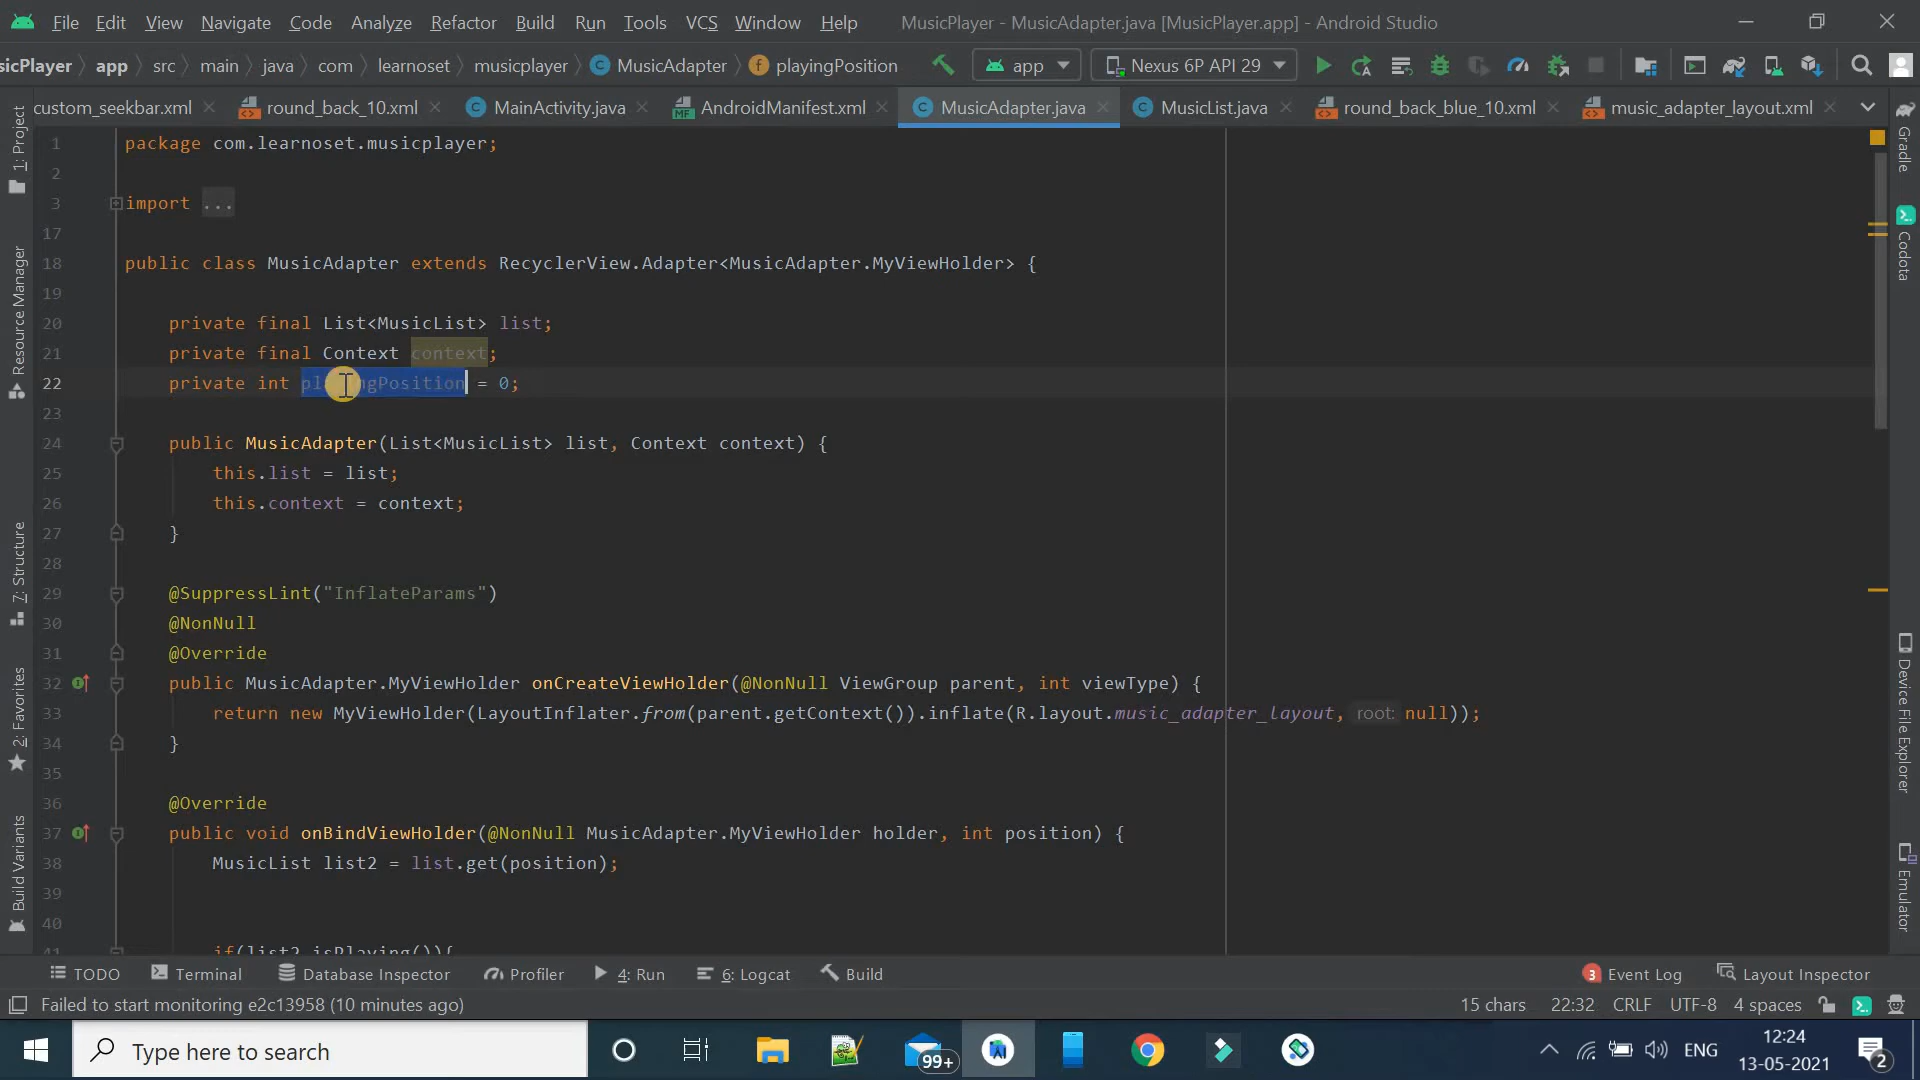 File Edit View Navigate Code Analyze Refactor Build Run Tools VCS Window Help MusicPlayer - MusicAdapter.java [MusicPlayer.app] - Android Studio
sicPlayer app src main java com learnoset musicplayer MusicAdapter playingPosition app Nexus 6P API 29
custom_seekbar.xml round_back_10.xml MainActivity.java AndroidManifest.xml MusicAdapter.java MusicList.java round_back_blue_10.xml music_adapter_layout.xml
1: Project
Resource Manager
7: Structure
2: Favorites
Build Variants
1 package com.learnoset.musicplayer;
2
3 import ...
17
18 public class MusicAdapter extends RecyclerView.Adapter<MusicAdapter.MyViewHolder> {
19
20 private final List<MusicList> list;
21 private final Context context;
22 private int playingPosition = 0;
23
24 public MusicAdapter(List<MusicList> list, Context context) {
25 this.list = list;
26 this.context = context;
27 }
28
29 @SuppressLint("InflateParams")
30 @NonNull
31 @Override
32 public MusicAdapter.MyViewHolder onCreateViewHolder(@NonNull ViewGroup parent, int viewType) {
33 return new MyViewHolder(LayoutInflater.from(parent.getContext()).inflate(R.layout.music_adapter_layout, root: null));
34 }
35
36 @Override
37 public void onBindViewHolder(@NonNull MusicAdapter.MyViewHolder holder, int position) {
38 MusicList list2 = list.get(position);
39
40
41 if(list2.isPlaying()){
Gradle
Codota
Device File Explorer
Emulator
TODO Terminal Database Inspector Profiler 4: Run 6: Logcat Build 3 Event Log Layout Inspector
Failed to start monitoring e2c13958 (10 minutes ago) 15 chars 22:32 CRLF UTF-8 4 spaces
Type here to search 99+ ENG 12:24
13-05-2021 2